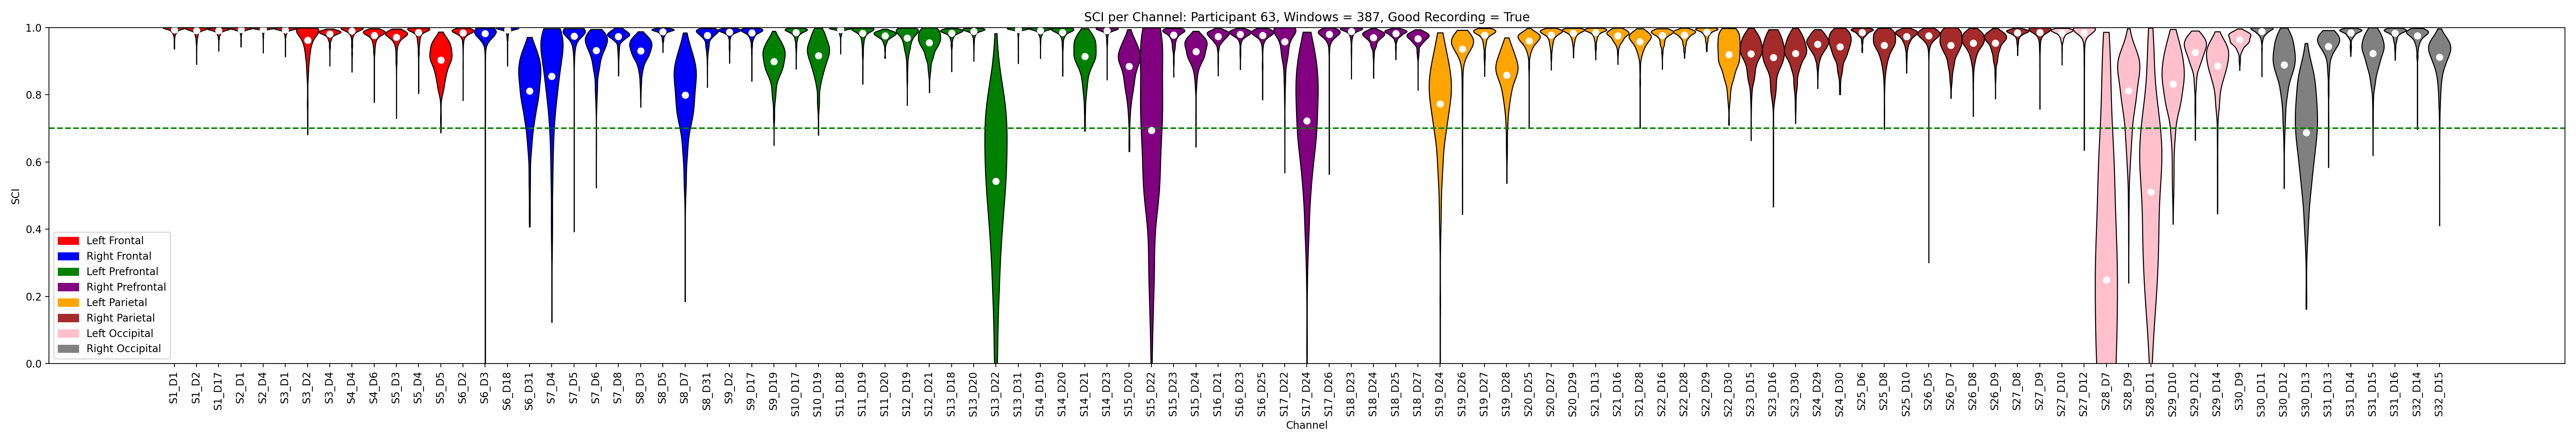 SCI per Channel: Participant 63, Windows = 387, Good Recording = True
1.0
0.8
0.6
0.4
0.2
0.0
SCI
Left Frontal
Right Frontal
Left Prefrontal
Right Prefrontal
Left Parietal
Right Parietal
Left Occipital
Right Occipital
S1_D1
S1_D2
S1_D17
S2_D1
S2_D4
S3_D1
S3_D2
S3_D4
S4_D4
S4_D6
S5_D3
S5_D4
S5_D5
S6_D2
S6_D3
S6_D18
S6_D31
S7_D4
S7_D5
S7_D6
S7_D8
S8_D3
S8_D5
S8_D7
S8_D31
S9_D2
S9_D17
S9_D19
S10_D17
S10_D19
S11_D18
S11_D19
S11_D20
S12_D19
S12_D21
S13_D18
S13_D20
S13_D22
S13_D31
S14_D19
S14_D20
S14_D21
S14_D23
S15_D20
S15_D22
S15_D23
S15_D24
S16_D21
S16_D23
S16_D25
S17_D22
S17_D24
S17_D26
S18_D23
S18_D24
S18_D25
S18_D27
S19_D24
S19_D26
S19_D27
S19_D28
S20_D25
S20_D27
S20_D29
S21_D13
S21_D16
S21_D28
S22_D16
S22_D28
S22_D29
S22_D30
S23_D15
S23_D16
S23_D30
S24_D29
S24_D30
S25_D6
S25_D8
S25_D10
S26_D5
S26_D7
S26_D8
S26_D9
S27_D8
S27_D9
S27_D10
S27_D12
S28_D7
S28_D9
S28_D11
S29_D10
S29_D12
S29_D14
S30_D9
S30_D11
S30_D12
S30_D13
S31_D13
S31_D14
S31_D15
S31_D16
S32_D14
S32_D15
Channel